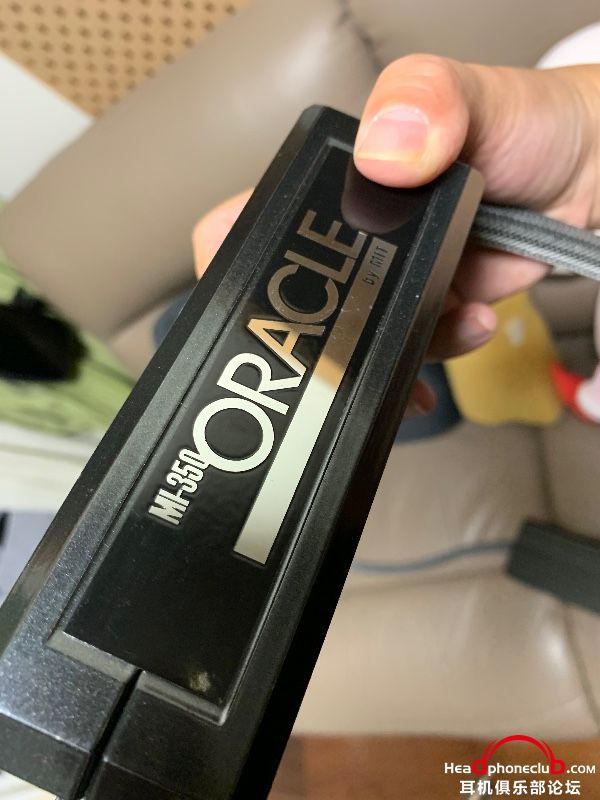 MI-350
ORACLE
by MIT
Headphoneclub.com
耳机俱乐部论坛